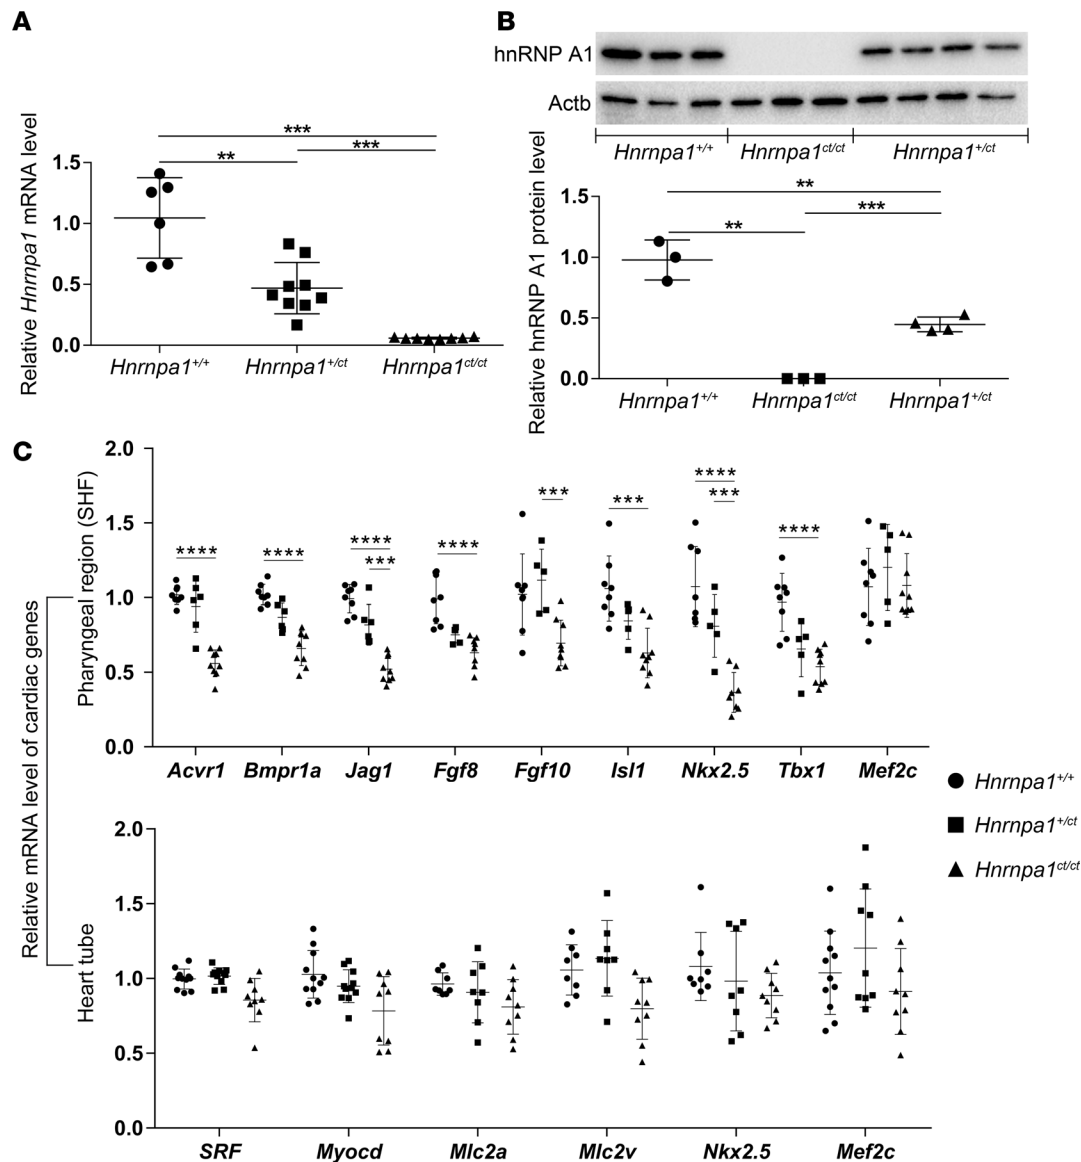 A
Relative Hnrnpa1 mRNA level
***
**
***
1.5
1.0
0.5
0.0
Hnrnpa1+/+
Hnrnpa1+/ct
Hnrnpa1ct/ct
B
hnRNP A1
Actb
Hnrnpa1+/+
Hnrnpa1ct/ct
Hnrnpa1+/ct
Relative hnRNP A1 protein level
**
***
**
1.5
1.0
0.5
0.0
Hnrnpa1+/+
Hnrnpa1ct/ct
Hnrnpa1+/ct
C
Relative mRNA level of cardiac genes
Pharyngeal region (SHF)
2.0
1.5
1.0
0.5
0.0
****
****
****
***
****
***
***
****
***
****
Acvr1
Bmpr1a
Jag1
Fgf8
Fgf10
Isl1
Nkx2.5
Tbx1
Mef2c
Hnrnpa1+/+
Hnrnpa1+/ct
Hnrnpa1ct/ct
Heart tube
2.0
1.5
1.0
0.5
0.0
SRF
Myocd
Mlc2a
Mlc2v
Nkx2.5
Mef2c